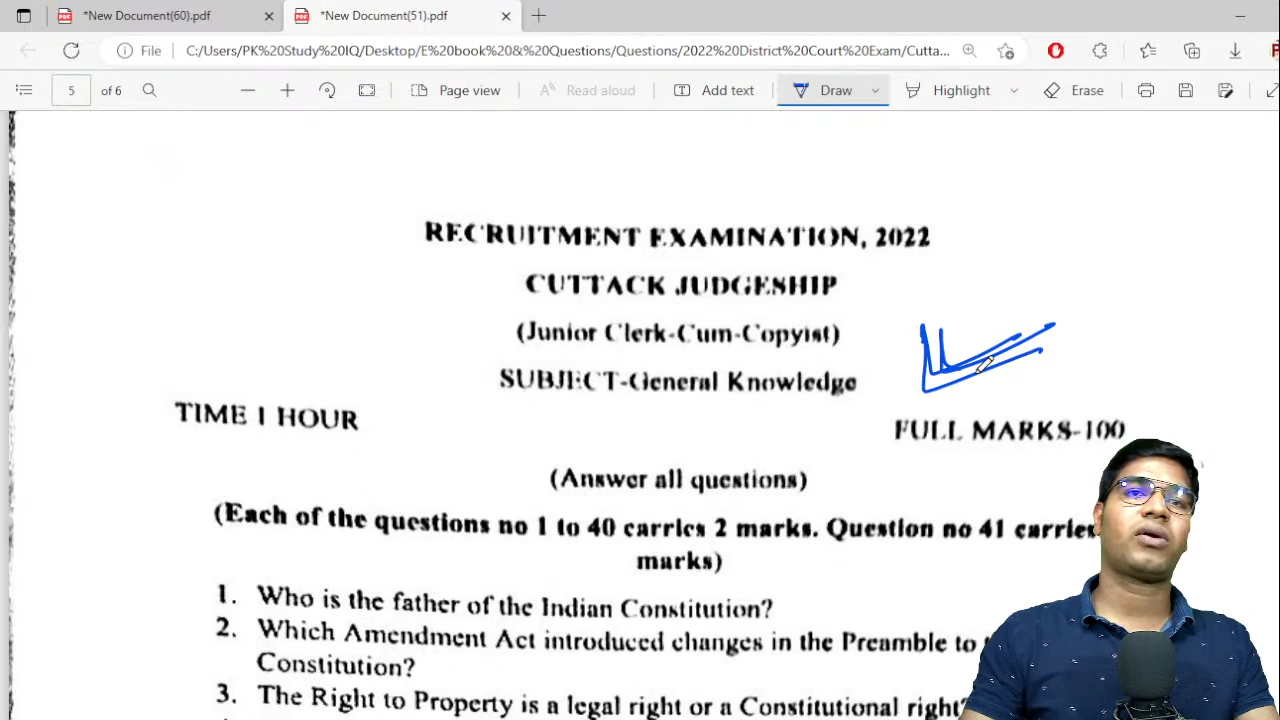 *New Document(60).pdf
*New Document(51).pdf
File
C:/Users/PK%20Study%20IQ/Desktop/E%20book%20&%20Questions/Questions/2022%20District%20Court%20Exam/Cutta...
5 of 6
Page view
Read aloud
Add text
Draw
Highlight
Erase
RECRUITMENT EXAMINATION, 2022
CUTTACK JUDGESHIP
(Junior Clerk-Cum-Copyist)
SUBJECT-General Knowledge
TIME 1 HOUR
FULL MARKS-100
(Answer all questions)
(Each of the questions no 1 to 40 carries 2 marks. Question no 41 carries
marks)
1. Who is the father of the Indian Constitution?
2. Which Amendment Act introduced changes in the Preamble to
Constitution?
3. The Right to Property is a legal right or a Constitutional right?